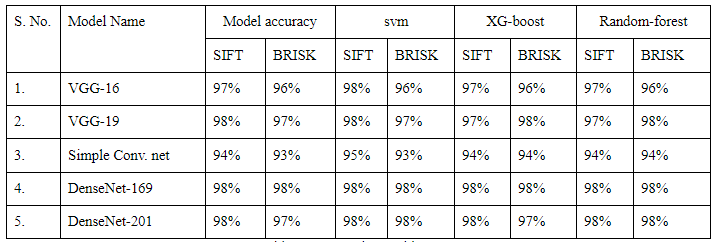 S. No. Model Name Model accuracy svm XG-boost Random-forest
SIFT BRISK SIFT BRISK SIFT BRISK SIFT BRISK
1. VGG-16 97% 96% 98% 96% 97% 96% 97% 96%
2. VGG-19 98% 97% 98% 97% 97% 98% 97% 98%
3. Simple Conv. net 94% 93% 95% 93% 94% 94% 94% 94%
4. DenseNet-169 98% 98% 98% 98% 98% 98% 98% 98%
5. DenseNet-201 98% 97% 98% 98% 98% 97% 98% 98%